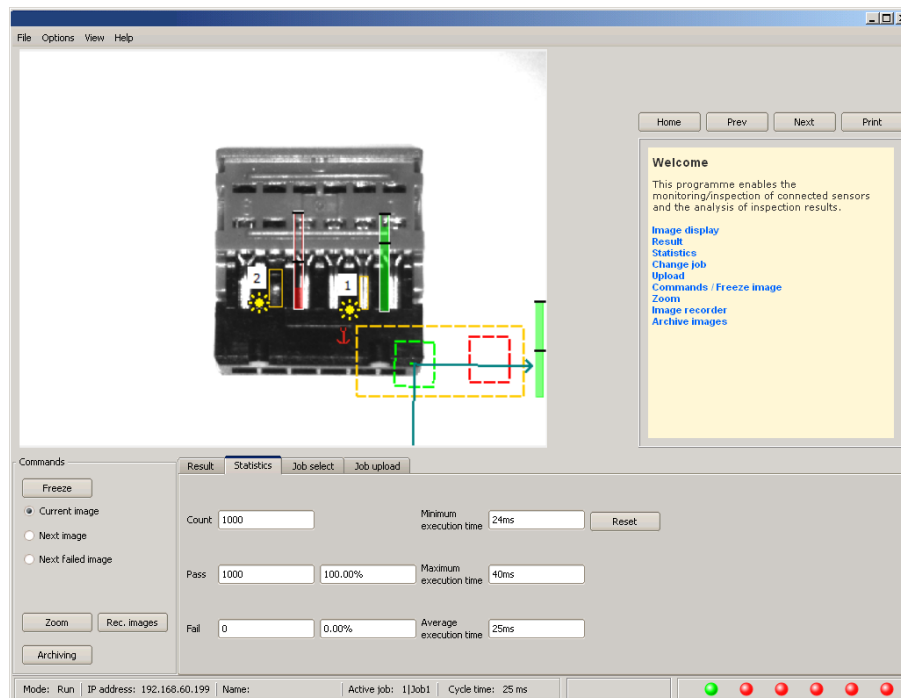 File Options View Help
Home Prev Next Print
Welcome
This programme enables the
monitoring/inspection of connected sensors
and the analysis of inspection results.
Image display
Result
Statistics
Change job
Upload
Commands / Freeze image
Zoom
Image recorder
Archive images
2
1
Commands
Freeze
Current image
Next image
Next failed image
Zoom Rec. images
Archiving
Result Statistics Job select Job upload
Count 1000
Minimum
execution time 24ms
Reset
Pass 1000 100.00%
Maximum
execution time 40ms
Fail 0 0.00%
Average
execution time 25ms
Mode: Run IP address: 192.168.60.199 Name: Active job: 1|Job1 Cycle time: 25 ms